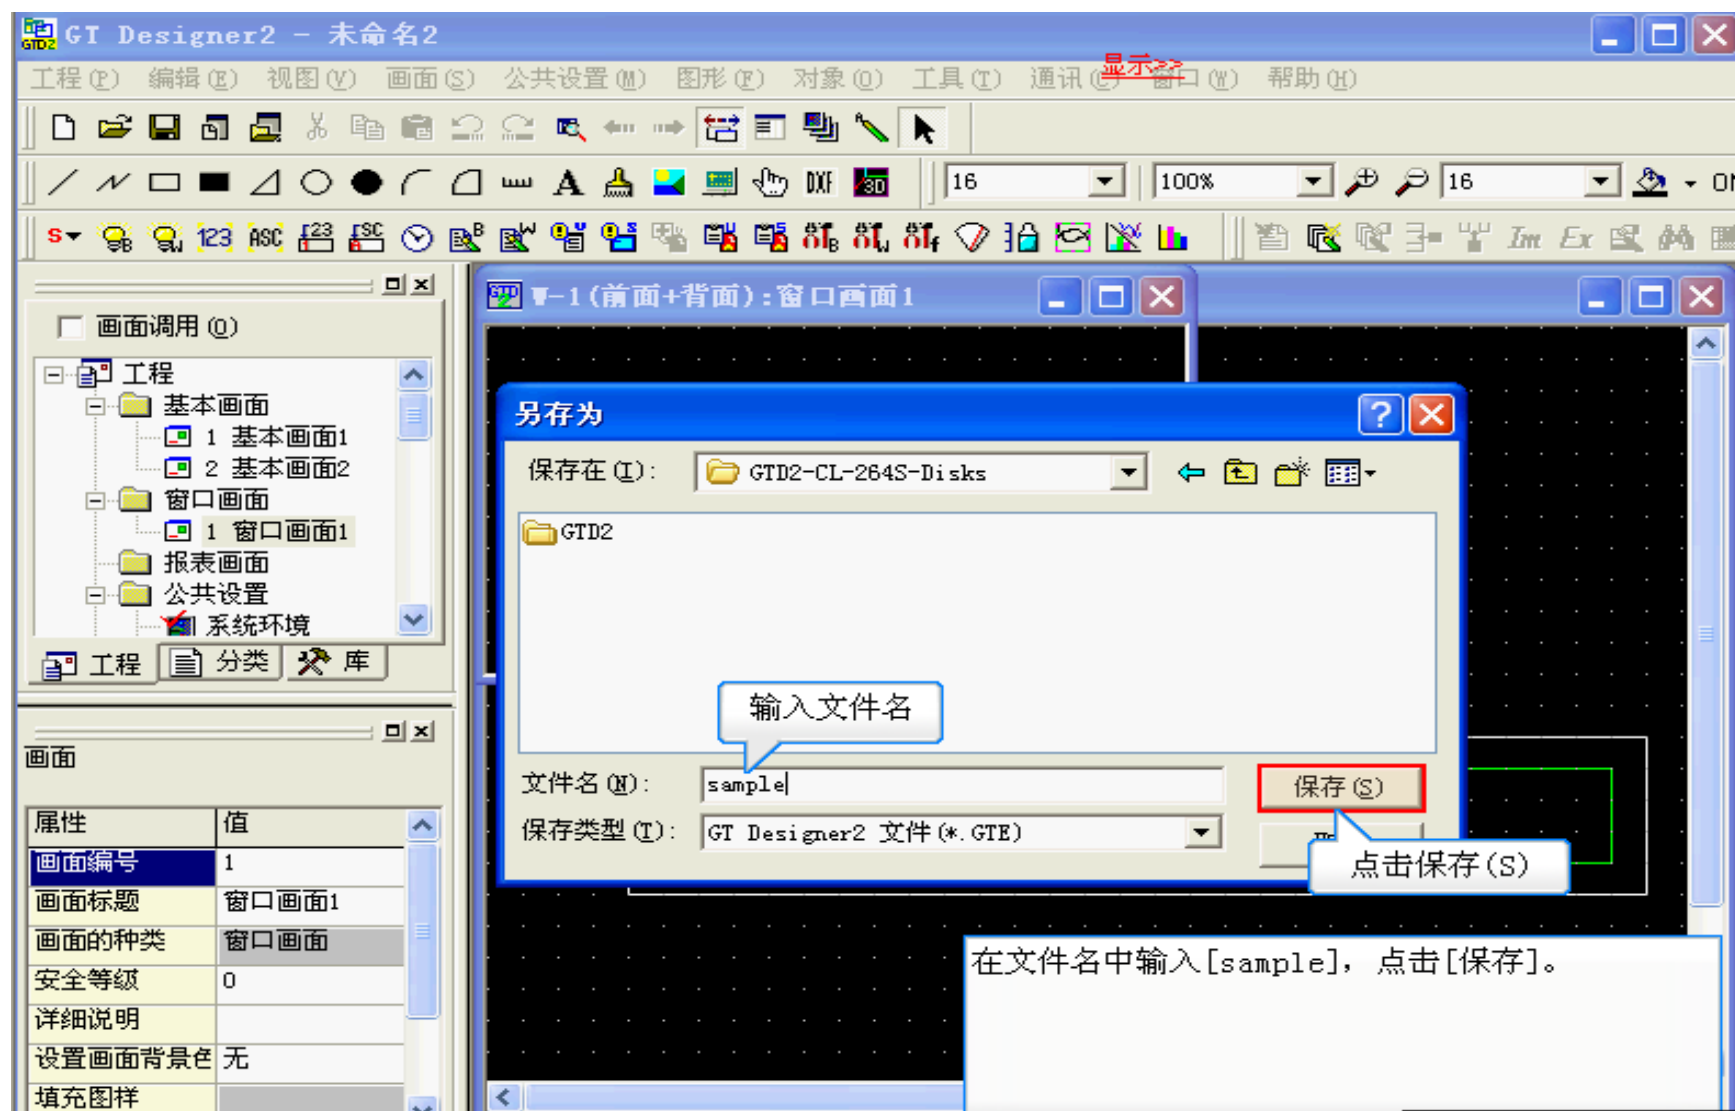 GT Designer2 - 未命名2
工程(P) 编辑(E) 视图(V) 画面(S) 公共设置(M) 图形(F) 对象(O) 工具(T) 通讯(C) 窗口(W) 帮助(H)
显示>>
A DXF 3D 16 100% 16
S 123 ASC 123 ASC Im Ex
画面调用(Q)
工程
基本画面
1 基本画面1
2 基本画面2
窗口画面
1 窗口画面1
报表画面
公共设置
系统环境
工程 分类 库
画面
属性 值
画面编号 1
画面标题 窗口画面1
画面的种类 窗口画面
安全等级 0
详细说明
设置画面背景色 无
填充图样
W-1(前面+背面):窗口画面1
另存为
保存在(I): GTD2-CL-264S-Disks
GTD2
输入文件名
文件名(N): sample 保存(S)
保存类型(T): GT Designer2 文件(*.GTE)
点击保存(S)
在文件名中输入[sample], 点击[保存]。